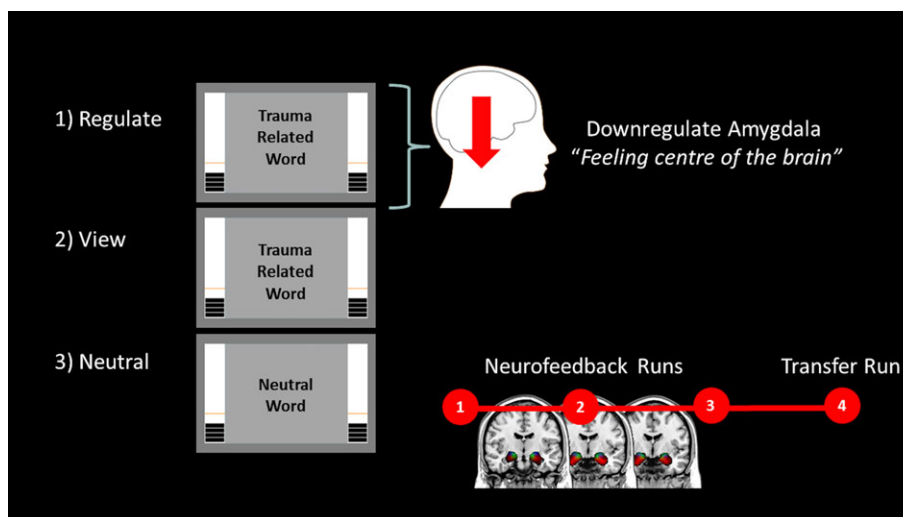 1) Regulate
Trauma
Related
Word
Downregulate Amygdala
“Feeling centre of the brain”
2) View
Trauma
Related
Word
3) Neutral
Neutral
Word
Neurofeedback Runs
Transfer Run
1
2
3
4